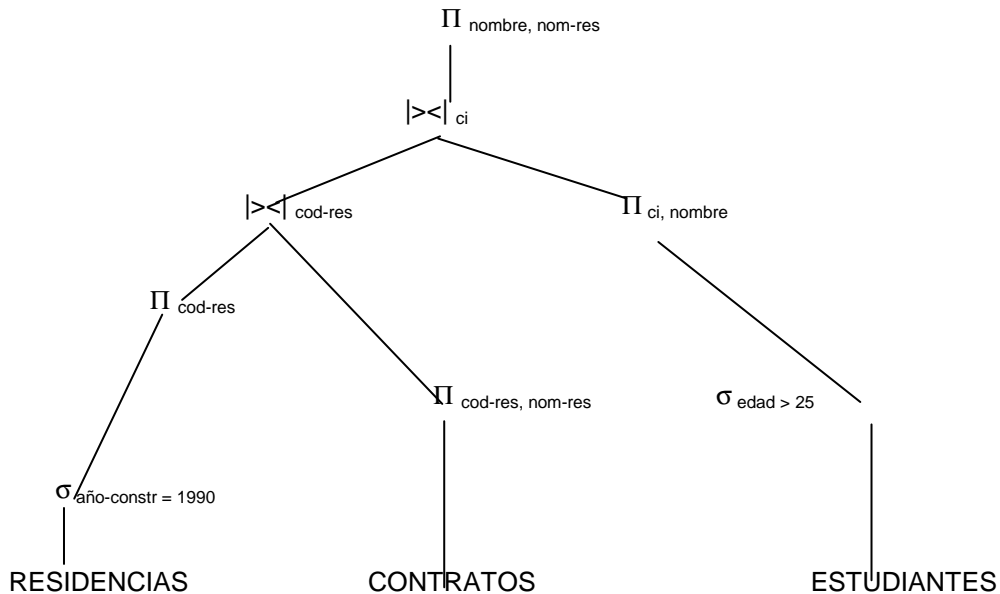 Π nombre, nom-res
|><| ci
|><| cod-res
Π ci, nombre
Π cod-res
Π cod-res, nom-res
σ edad > 25
σ año-constr = 1990
RESIDENCIAS
CONTRATOS
ESTUDIANTES